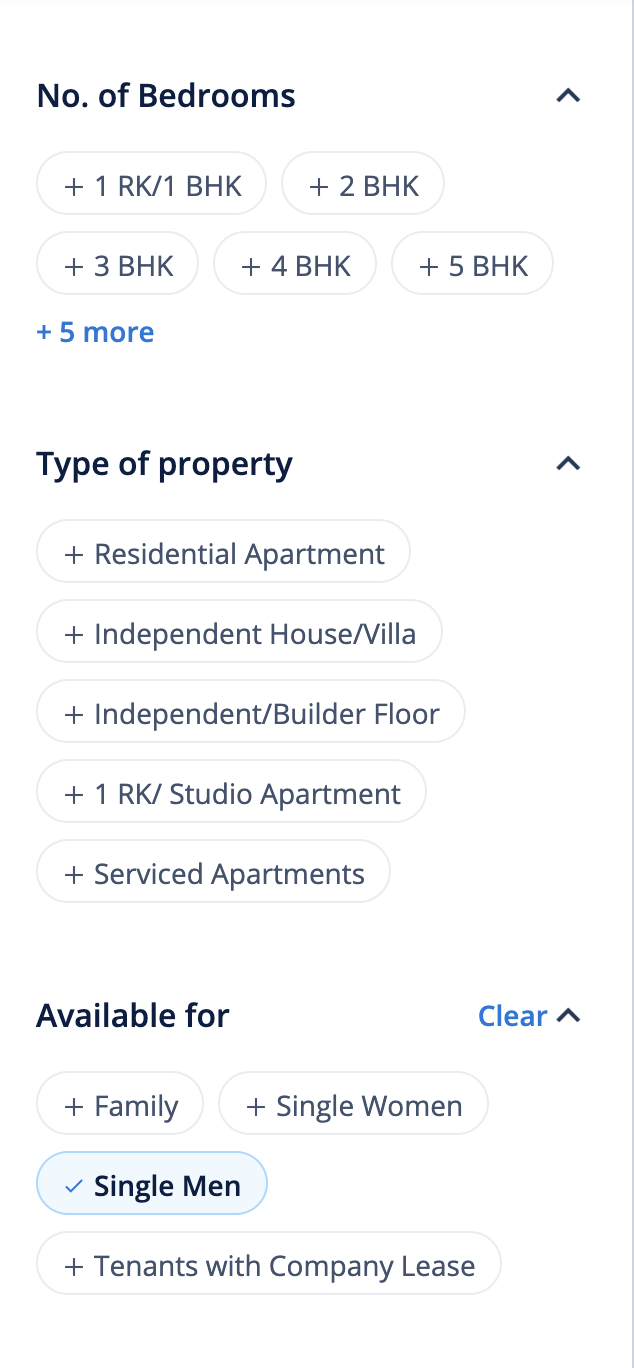 No. of Bedrooms
+ 1 RK/1 BHK + 2 BHK
+ 3 BHK + 4 BHK + 5 BHK
+ 5 more
Type of property
+ Residential Apartment
+ Independent House/Villa
+ Independent/Builder Floor
+ 1 RK/ Studio Apartment
+ Serviced Apartments
Available for Clear
+ Family + Single Women
✓ Single Men
+ Tenants with Company Lease